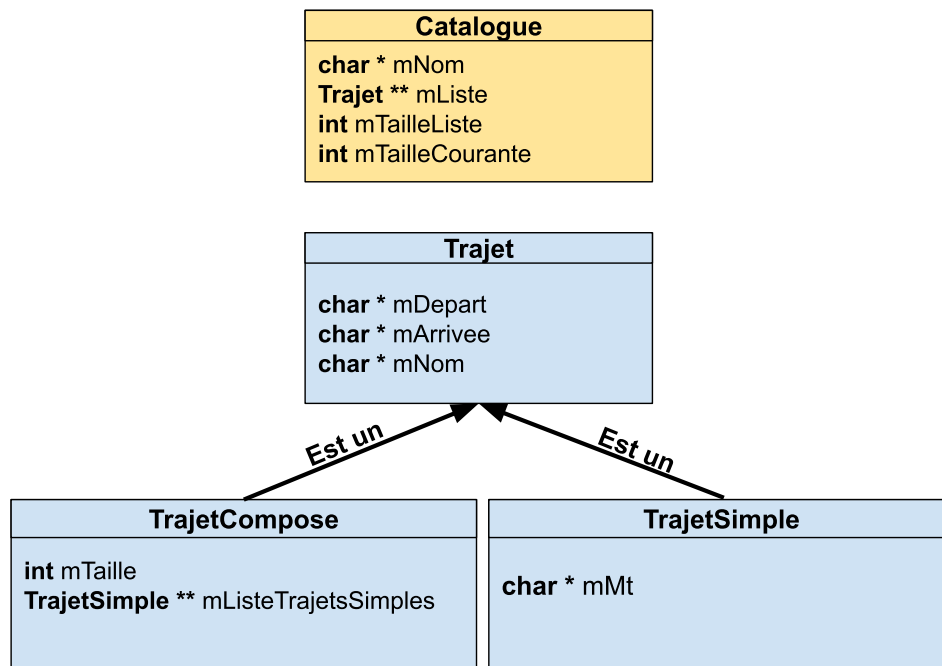 Catalogue
char * mNom
Trajet ** mListe
int mTailleListe
int mTailleCourante
Trajet
char * mDepart
char * mArrivee
char * mNom
Est un
Est un
TrajetCompose
int mTaille
TrajetSimple ** mListeTrajetsSimples
TrajetSimple
char * mMt